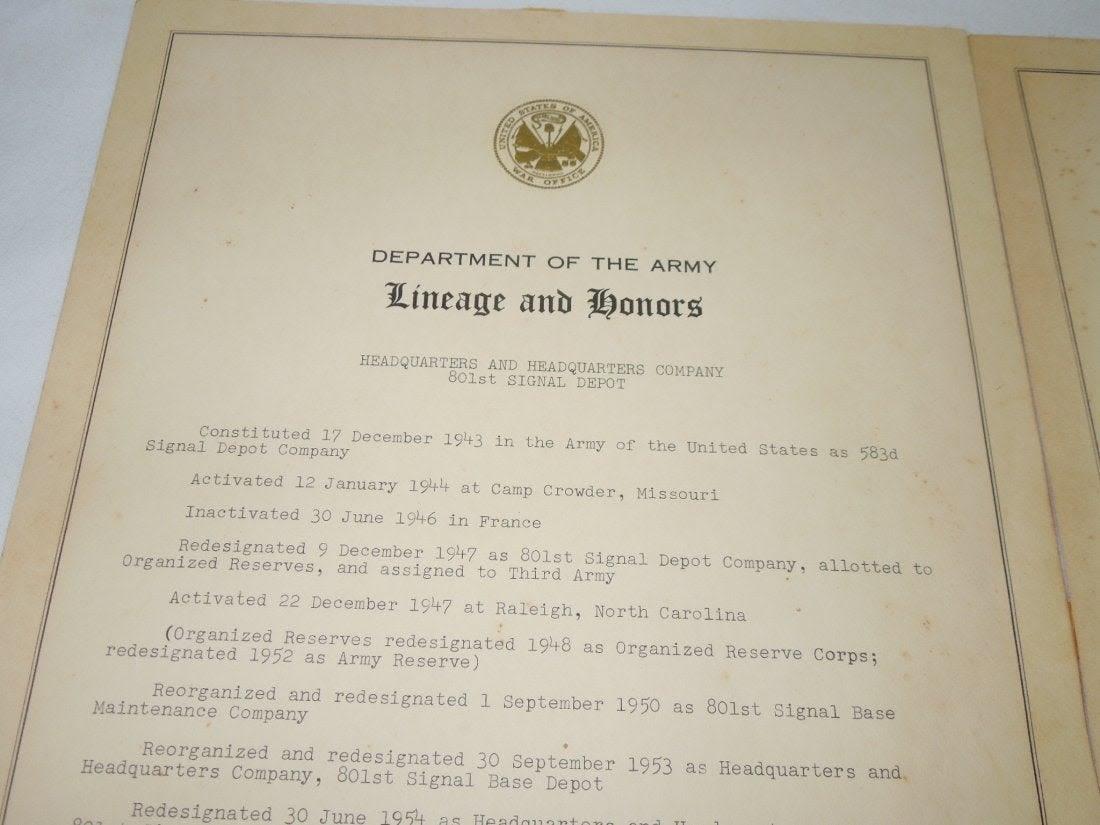 UNITED STATES OF AMERICA
WAR OFFICE
DEPARTMENT OF THE ARMY
Lineage and Honors
HEADQUARTERS AND HEADQUARTERS COMPANY
801st SIGNAL DEPOT
Constituted 17 December 1943 in the Army of the United States as 583d
Signal Depot Company
Activated 12 January 1944 at Camp Crowder, Missouri
Inactivated 30 June 1946 in France
Redesignated 9 December 1947 as 801st Signal Depot Company, allotted to
Organized Reserves, and assigned to Third Army
Activated 22 December 1947 at Raleigh, North Carolina
(Organized Reserves redesignated 1948 as Organized Reserve Corps;
redesignated 1952 as Army Reserve)
Reorganized and redesignated 1 September 1950 as 801st Signal Base
Maintenance Company
Reorganized and redesignated 30 September 1953 as Headquarters and
Headquarters Company, 801st Signal Base Depot
Redesignated 30 June 1954 as Headquarters and